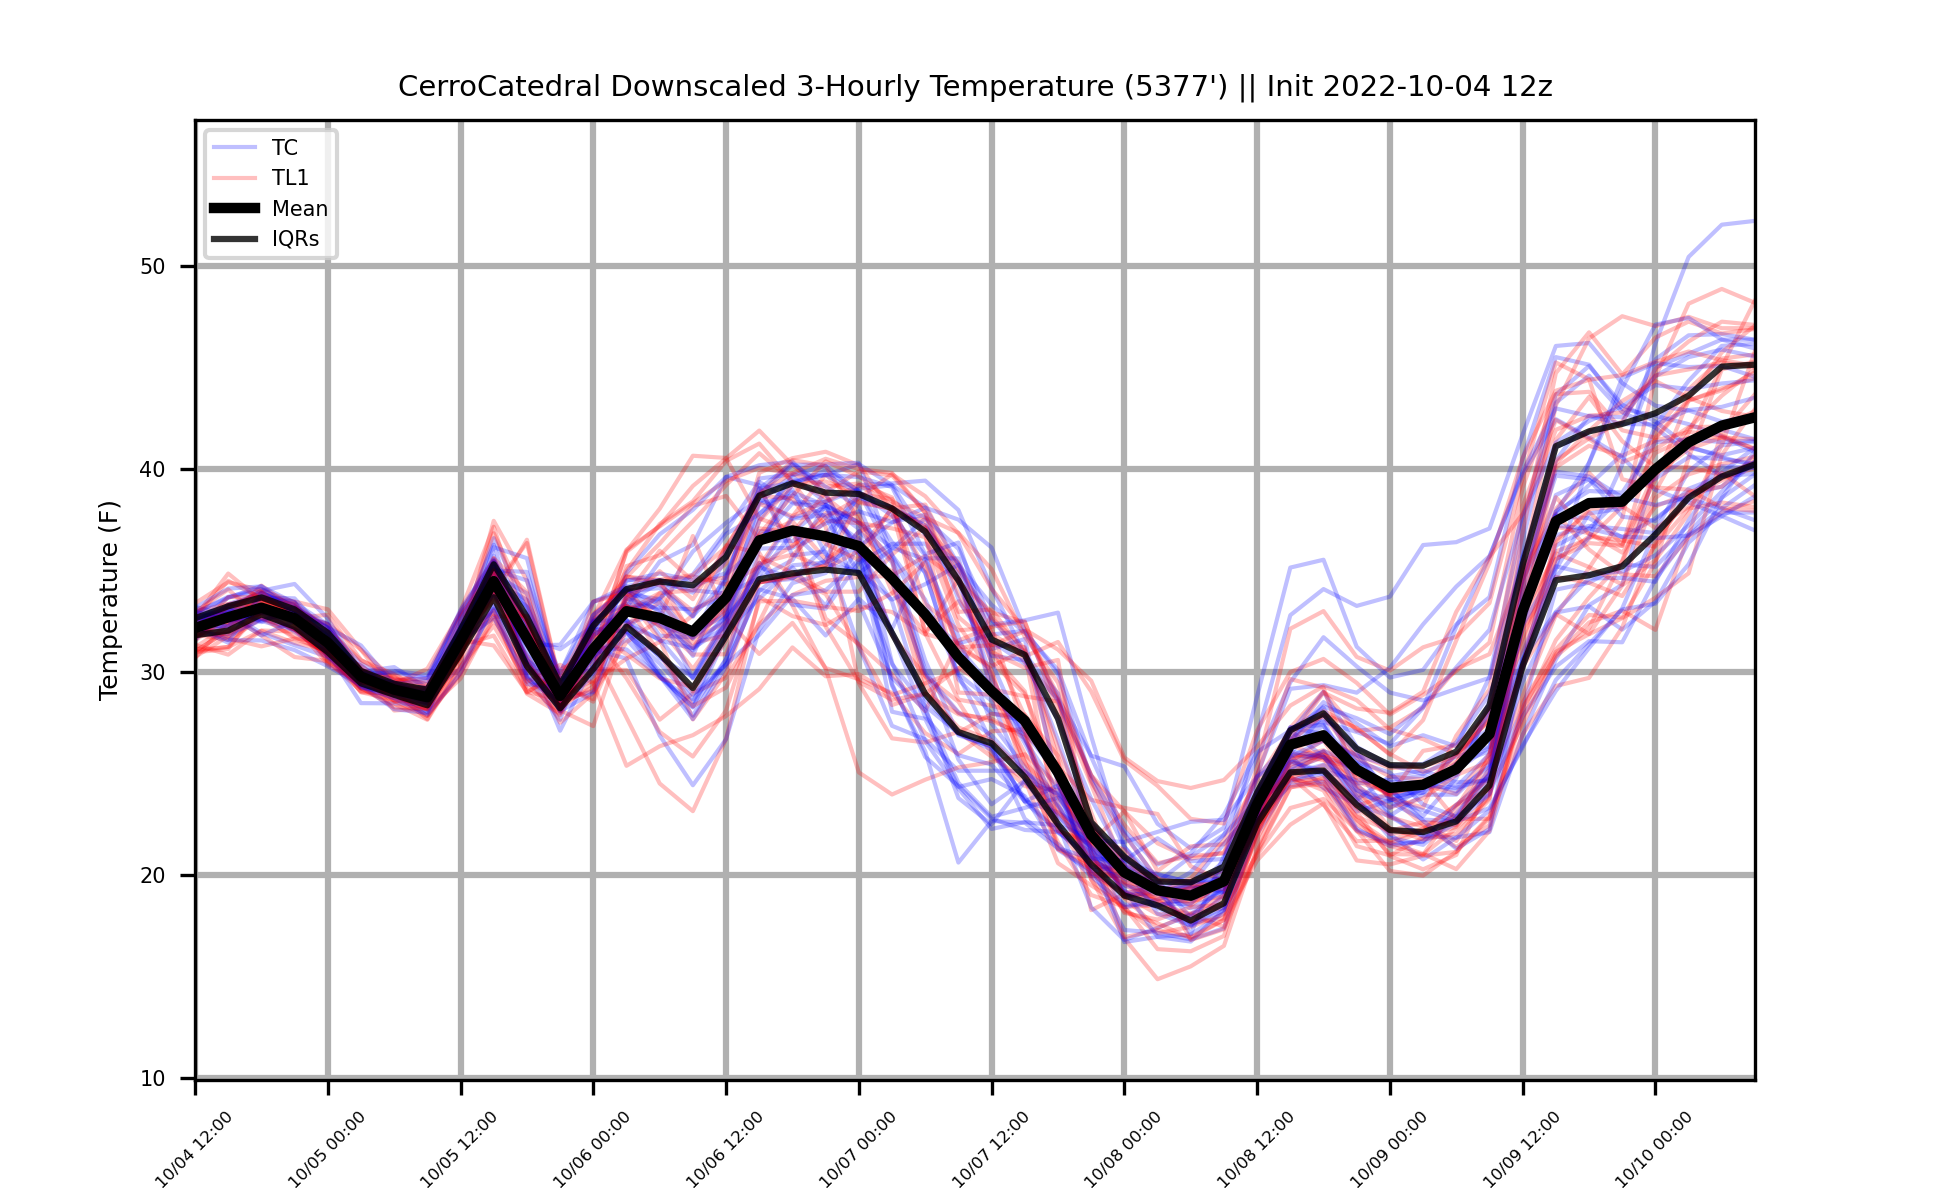 CerroCatedral Downscaled 3-Hourly Temperature (5377') || Init 2022-10-04 12z
TC
TL1
Mean
IQRs
Temperature (F)
50
40
30
20
10
10/04 12:00
10/05 00:00
10/05 12:00
10/06 00:00
10/06 12:00
10/07 00:00
10/07 12:00
10/08 00:00
10/08 12:00
10/09 00:00
10/09 12:00
10/10 00:00